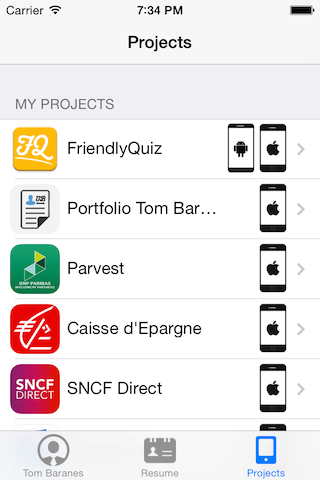 Carrier 7:34 PM
Projects
MY PROJECTS
FQ
FriendlyQuiz
Portfolio Tom Bar...
BNP PARIBAS
INVESTMENT PARTNERS
Parvest
Caisse d'Epargne
SNCF
DIRECT
SNCF Direct
Tom Baranes Resume Projects